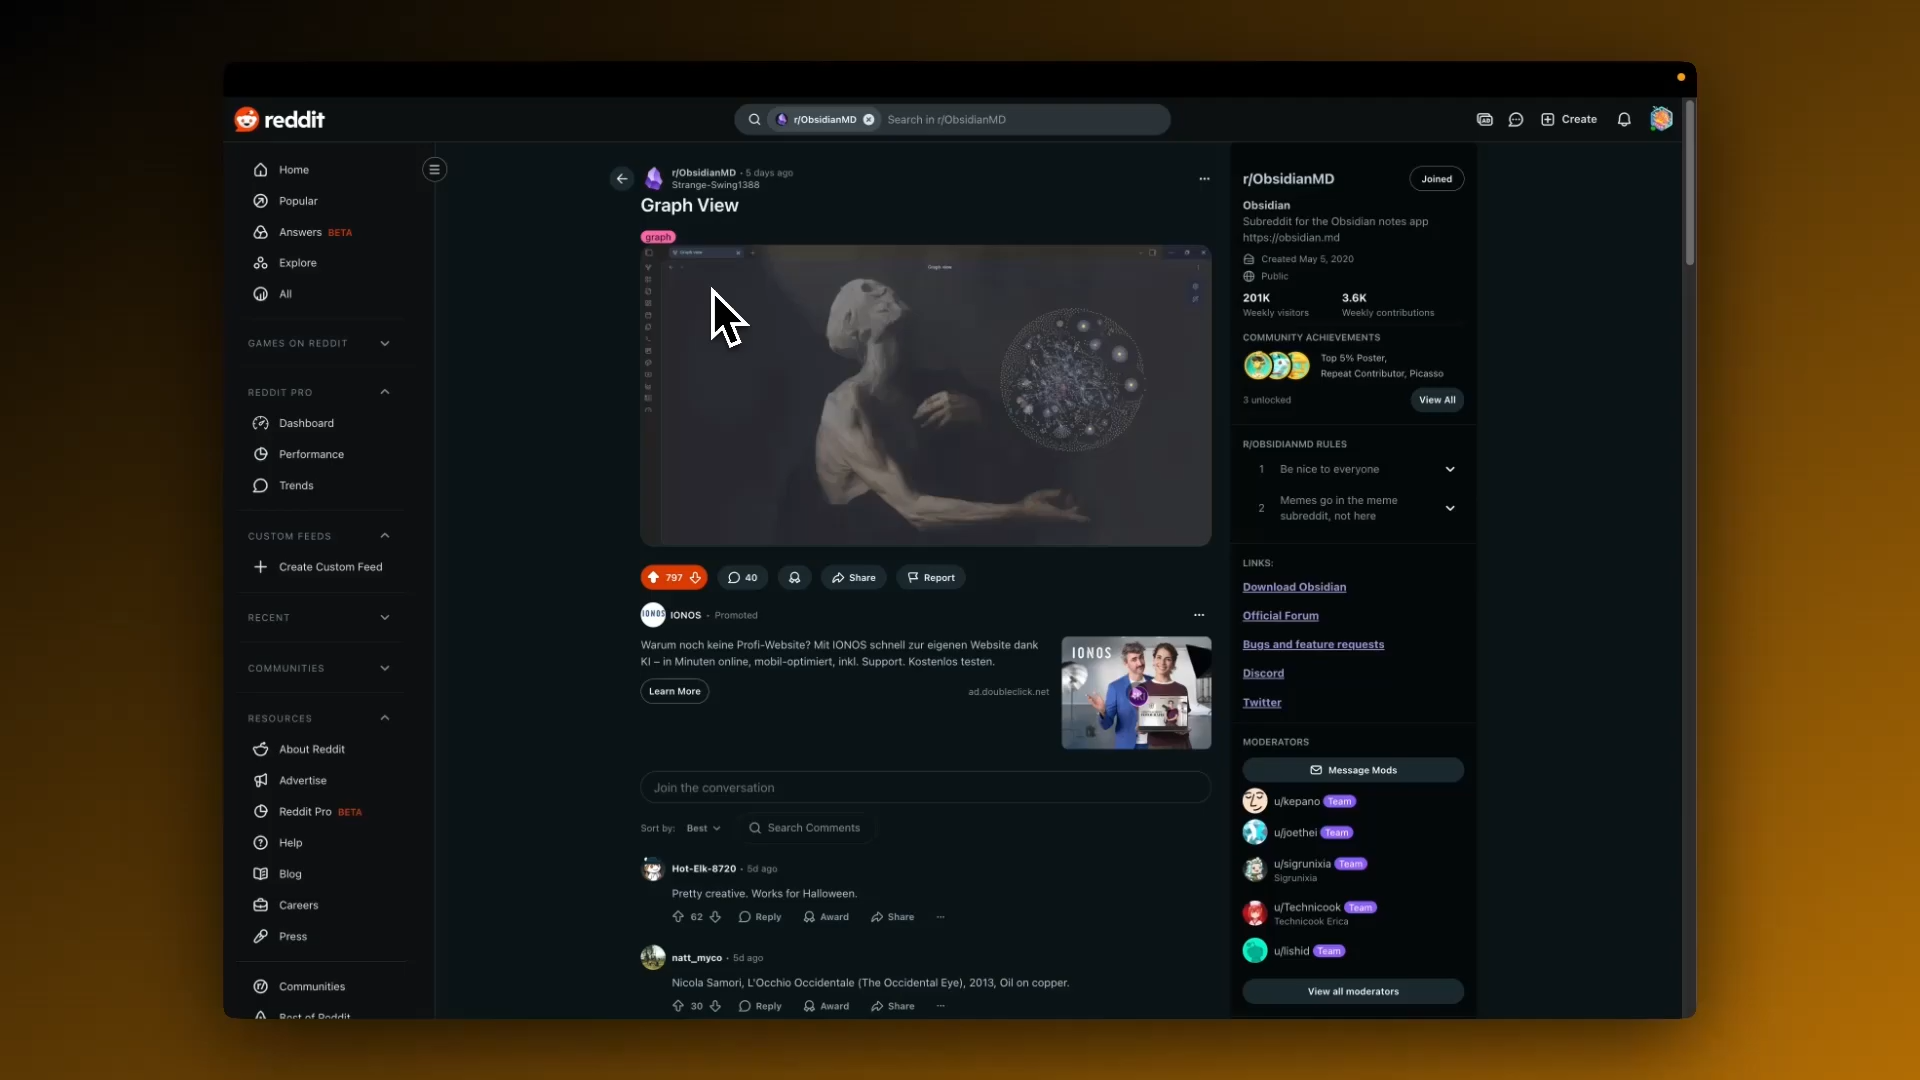 reddit
r/ObsidianMD
Search in r/ObsidianMD
Create
Home
Popular
Answers BETA
Explore
All
GAMES ON REDDIT
REDDIT PRO
Dashboard
Performance
Trends
CUSTOM FEEDS
Create Custom Feed
RECENT
COMMUNITIES
RESOURCES
About Reddit
Advertise
Reddit Pro BETA
Help
Blog
Careers
Press
Communities
Best of Reddit
r/ObsidianMD • 5 days ago
Strange-Swing1388
Graph View
graph
Graph view
Graph view
797
40
Share
Report
IONOS
IONOS • Promoted
Warum noch keine Profi-Website? Mit IONOS schnell zur eigenen Website dank
KI – in Minuten online, mobil-optimiert, inkl. Support. Kostenlos testen.
Learn More
ad.doubleclick.net
IONOS
Join the conversation
Sort by: Best
Search Comments
Hot-Elk-8720 • 5d ago
Pretty creative. Works for Halloween.
62 Reply Award Share
natt_myco • 5d ago
Nicola Samori, L'Occhio Occidentale (The Occidental Eye), 2013, Oil on copper.
30 Reply Award Share
r/ObsidianMD
Joined
Obsidian
Subreddit for the Obsidian notes app
https://obsidian.md
Created May 5, 2020
Public
201K 3.6K
Weekly visitors Weekly contributions
COMMUNITY ACHIEVEMENTS
Top 5% Poster,
Repeat Contributor, Picasso
3 unlocked
View All
R/OBSIDIANMD RULES
1 Be nice to everyone
2 Memes go in the meme
subreddit, not here
LINKS:
Download Obsidian
Official Forum
Bugs and feature requests
Discord
Twitter
MODERATORS
Message Mods
u/kepano Team
u/joethei Team
u/sigrunixia Team
Sigrunixia
u/Technicook Team
Technicook Erica
u/lishid Team
View all moderators